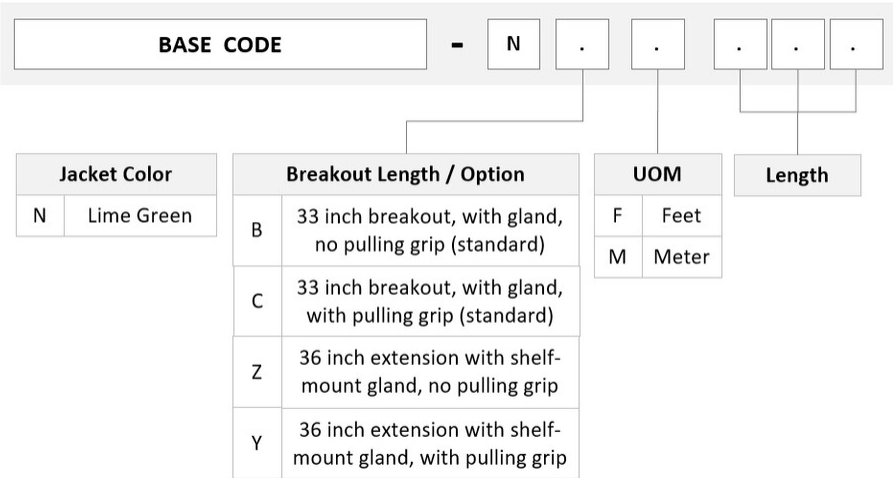 BASE CODE - N . . . . .
Jacket Color
N Lime Green
Breakout Length / Option
B 33 inch breakout, with gland,
no pulling grip (standard)
C 33 inch breakout, with gland,
with pulling grip (standard)
Z 36 inch extension with shelf-
mount gland, no pulling grip
Y 36 inch extension with shelf-
mount gland, with pulling grip
UOM
F Feet
M Meter
Length